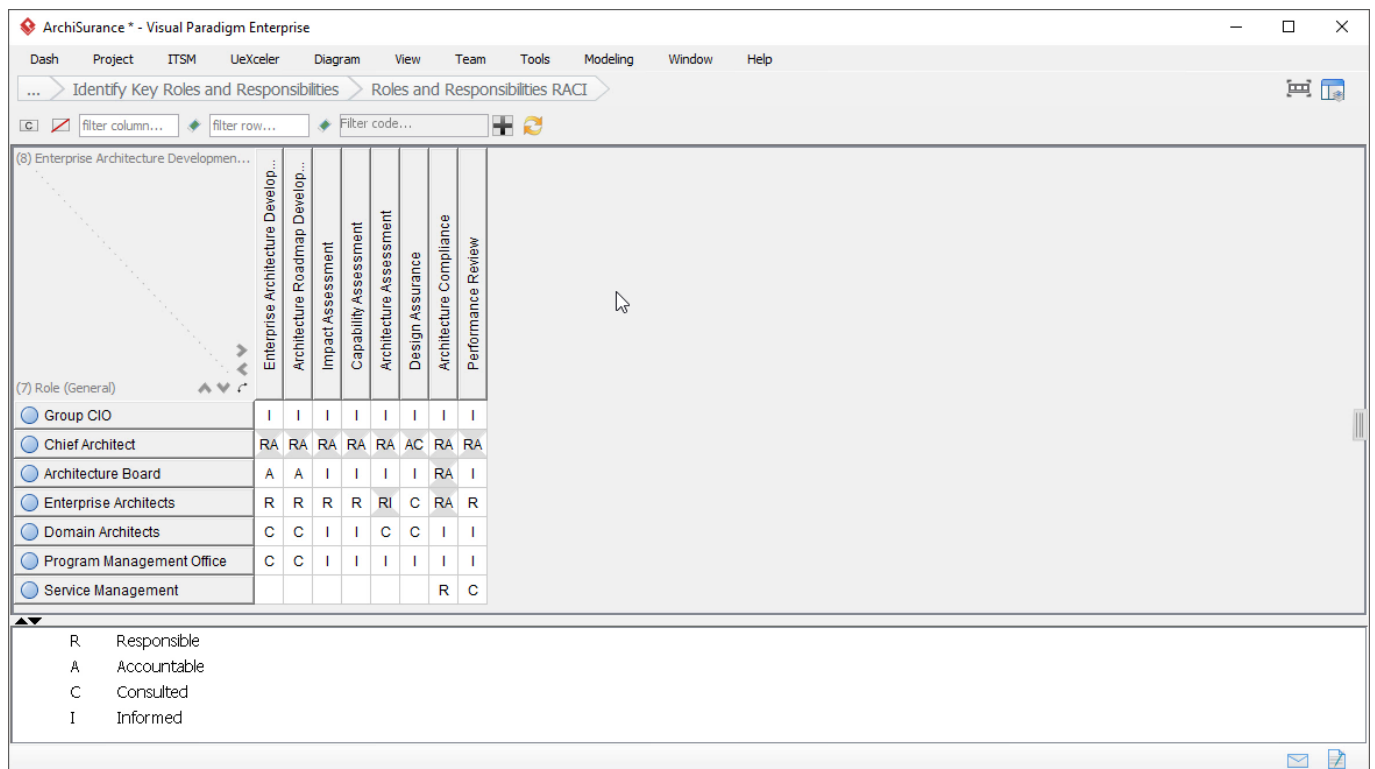 ArchiSurance * - Visual Paradigm Enterprise
Dash Project ITSM UeXceler Diagram View Team Tools Modeling Window Help
... Identify Key Roles and Responsibilities Roles and Responsibilities RACI
C filter column... filter row... Filter code...
(8) Enterprise Architecture Developmen...
Enterprise Architecture Develop...
Architecture Roadmap Develop...
Impact Assessment
Capability Assessment
Architecture Assessment
Design Assurance
Architecture Compliance
Performance Review
(7) Role (General)
Group CIO I I I I I I I I
Chief Architect RA RA RA RA RA AC RA RA
Architecture Board A A I I I I RA I
Enterprise Architects R R R R RI C RA R
Domain Architects C C I I C C I I
Program Management Office C C I I I I I I
Service Management R C
R Responsible
A Accountable
C Consulted
I Informed